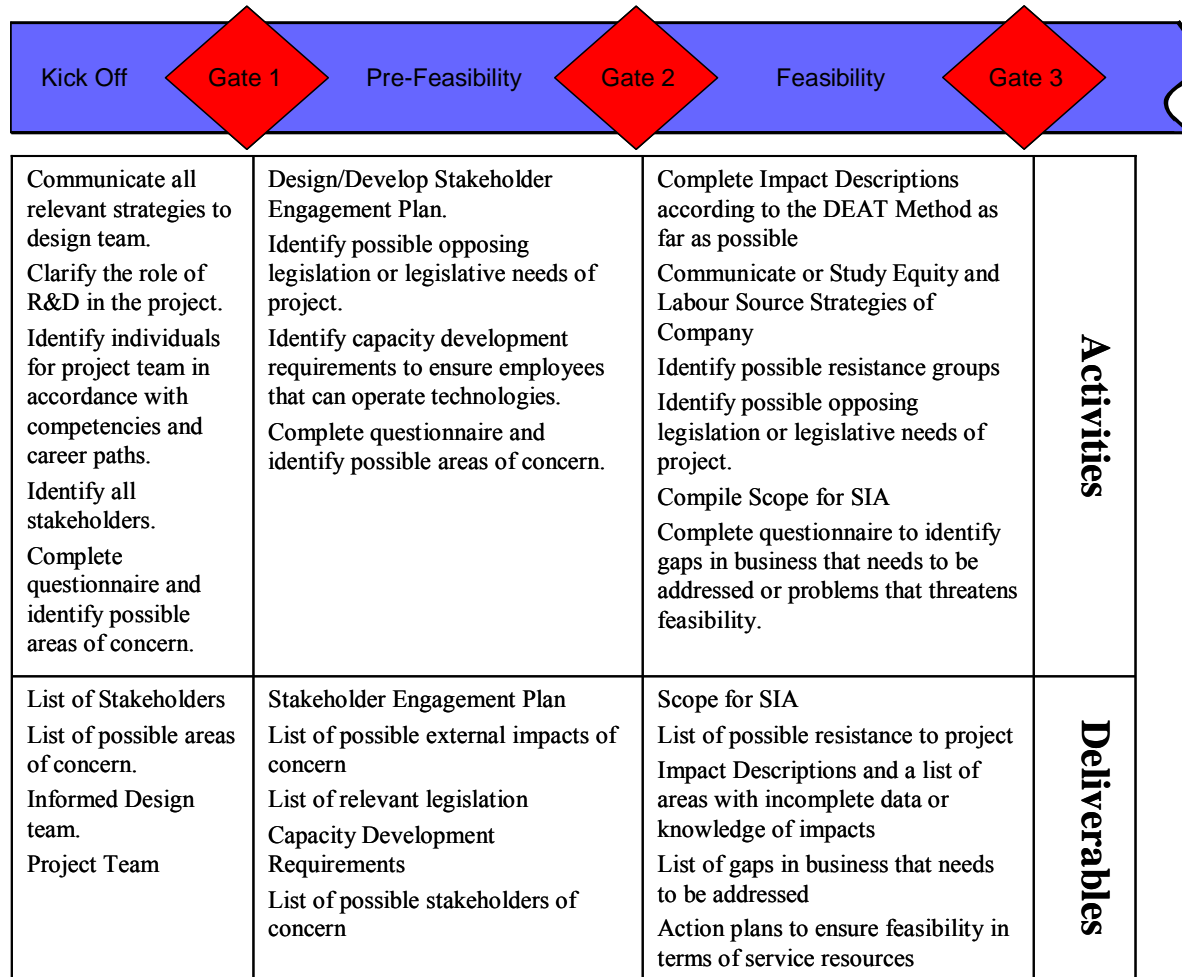 Kick Off
Gate 1
Pre-Feasibility
Gate 2
Feasibility
Gate 3
Communicate all
relevant strategies to
design team.
Clarify the role of
R&D in the project.
Identify individuals
for project team in
accordance with
competencies and
career paths.
Identify all
stakeholders.
Complete
questionnaire and
identify possible
areas of concern.
Design/Develop Stakeholder
Engagement Plan.
Identify possible opposing
legislation or legislative needs of
project.
Identify capacity development
requirements to ensure employees
that can operate technologies.
Complete questionnaire and
identify possible areas of concern.
Complete Impact Descriptions
according to the DEAT Method as
far as possible
Communicate or Study Equity and
Labour Source Strategies of
Company
Identify possible resistance groups
Identify possible opposing
legislation or legislative needs of
project.
Compile Scope for SIA
Complete questionnaire to identify
gaps in business that needs to be
addressed or problems that threatens
feasibility.
Activities
List of Stakeholders
List of possible areas
of concern.
Informed Design
team.
Project Team
Stakeholder Engagement Plan
List of possible external impacts of
concern
List of relevant legislation
Capacity Development
Requirements
List of possible stakeholders of
concern
Scope for SIA
List of possible resistance to project
Impact Descriptions and a list of
areas with incomplete data or
knowledge of impacts
List of gaps in business that needs
to be addressed
Action plans to ensure feasibility in
terms of service resources
Deliverables